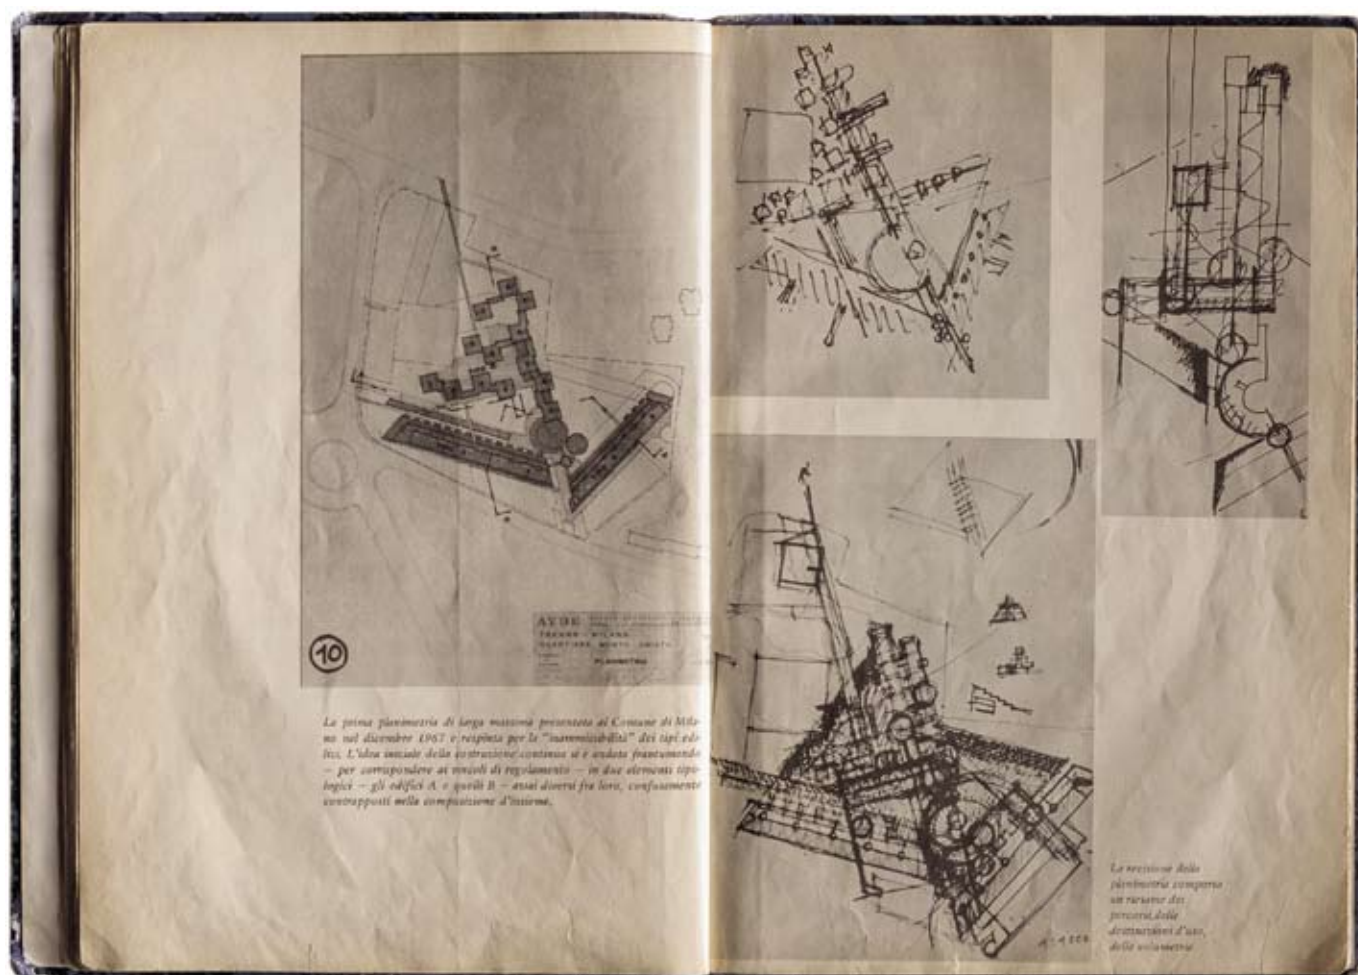 10
AYDE
MILANO
QUARTIERE MONTE AMIATA
PLANIMETRIA
La prima planimetria di larga massima presentata al Comune di Mila-
no nel dicembre 1967 e respinta per la "inammissibilità" dei tipi edi-
lizi. L'idea iniziale della costruzione continua si è andata frantumando
— per corrispondere ai vincoli di regolamento — in due elementi tipo-
logici — gli edifici A e quelli B — assai diversi fra loro, confusamente
contrapposti nella composizione d'insieme.
La revisione della
planimetria comporta
un riesame dei
percorsi, delle
destinazioni d'uso,
delle volumetrie